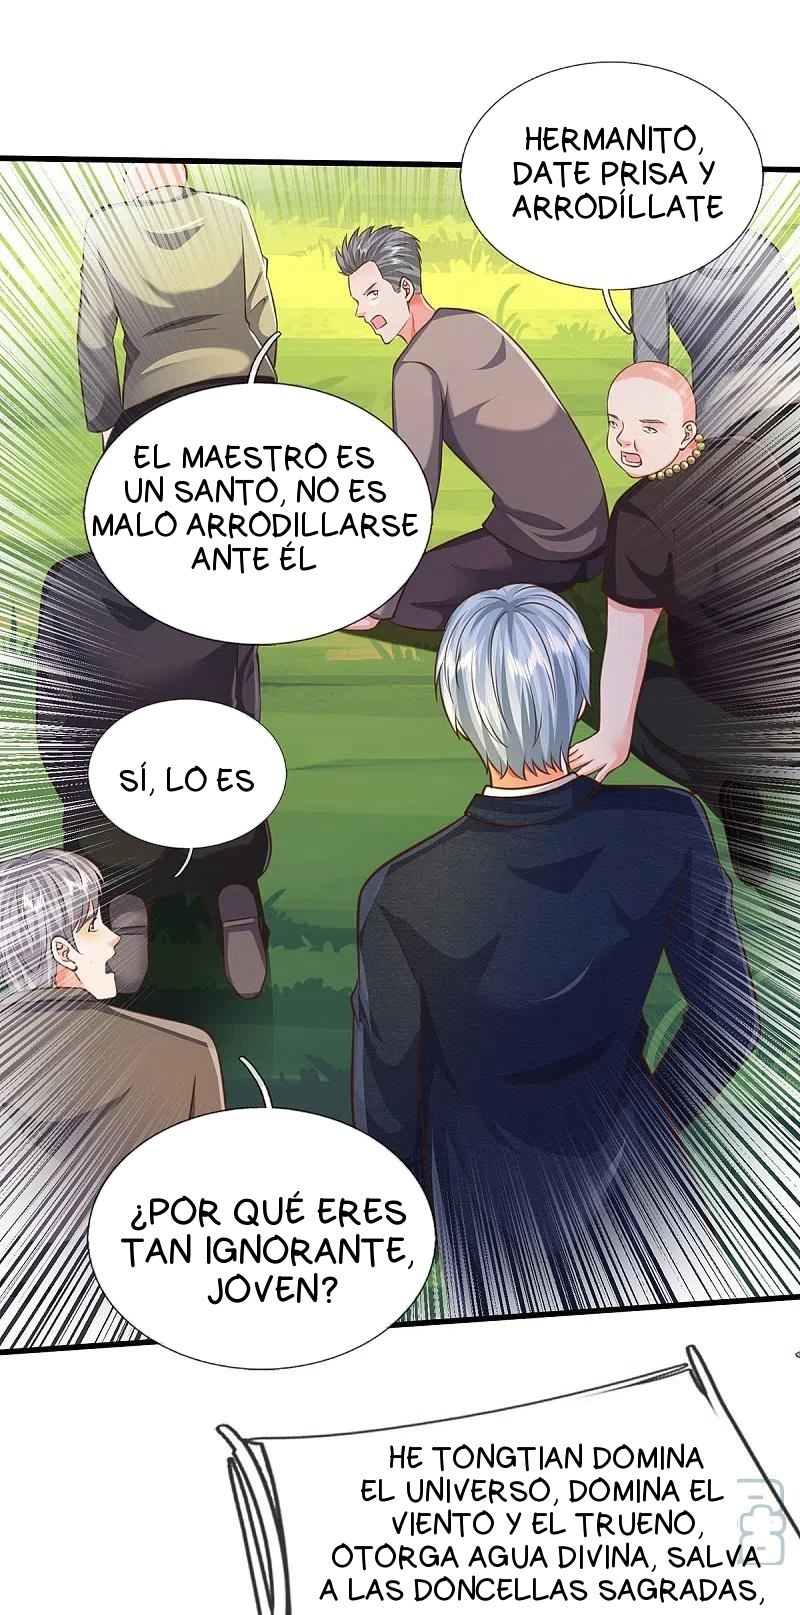 HERMANITO,
DATE PRISA Y
ARRODÍLLATE
EL MAESTRO ES
UN SANTO, NO ES
MALO ARRODILLARSE
ANTE ÉL
SÍ, LO ES
¿POR QUÉ ERES
TAN IGNORANTE,
JOVEN?
HE TONGTIAN DOMINA
EL UNIVERSO, DOMINA EL
VIENTO Y EL TRUENO,
OTORGA AGUA DIVINA, SALVA
A LAS DONCELLAS SAGRADAS,